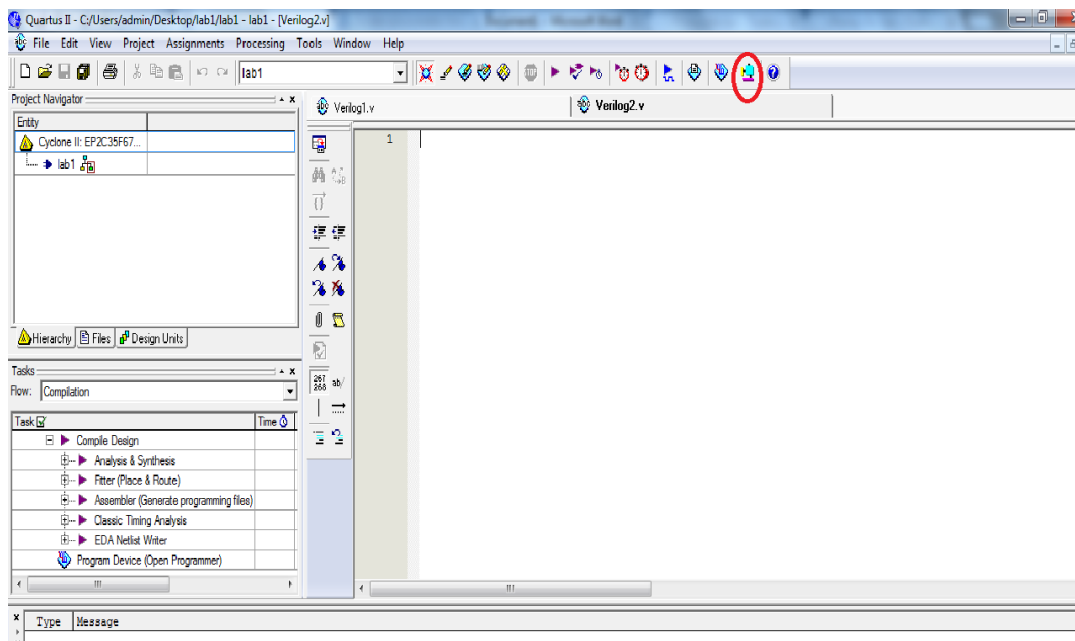 Quartus II - C:/Users/admin/Desktop/lab1/lab1 - lab1 - [Verilog2.v]
File Edit View Project Assignments Processing Tools Window Help
lab1
Project Navigator
Entity
Cyclone II: EP2C35F67...
lab1
Hierarchy Files Design Units
Tasks
Flow: Compilation
Task Time
Compile Design
Analysis & Synthesis
Fitter (Place & Route)
Assembler (Generate programming files)
Classic Timing Analysis
EDA Netlist Writer
Program Device (Open Programmer)
Verilog1.v Verilog2.v
1
267
268 ab/
Type Message